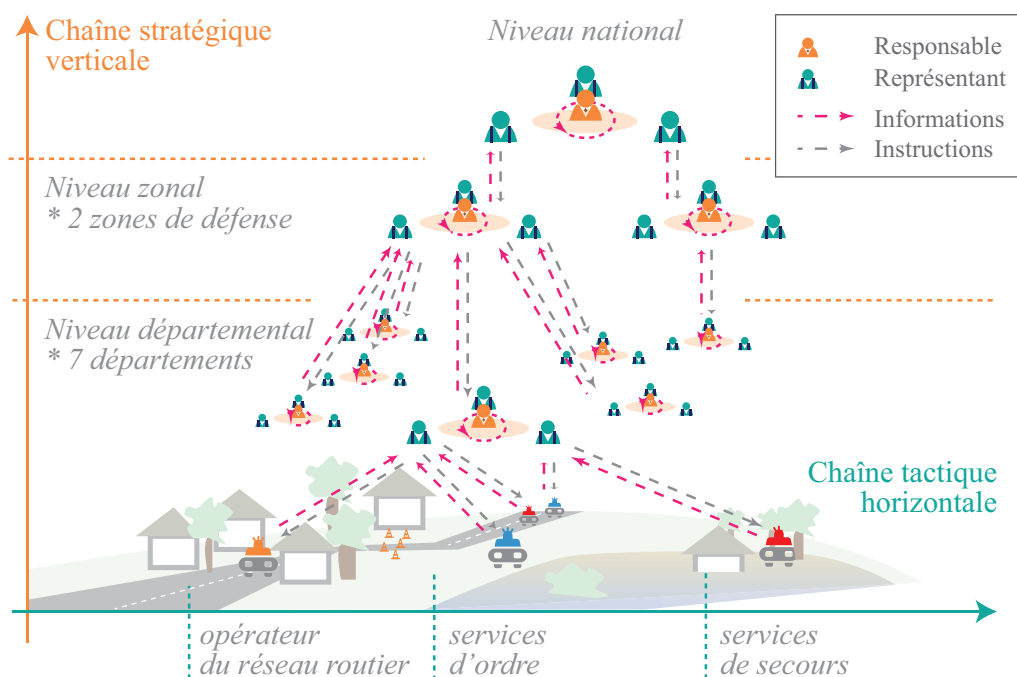 Chaîne stratégique
verticale
Niveau national
Responsable
Représentant
Informations
Instructions
Niveau zonal
* 2 zones de défense
Niveau départemental
* 7 départements
Chaîne tactique
horizontale
opérateur
du réseau routier
services
d’ordre
services
de secours